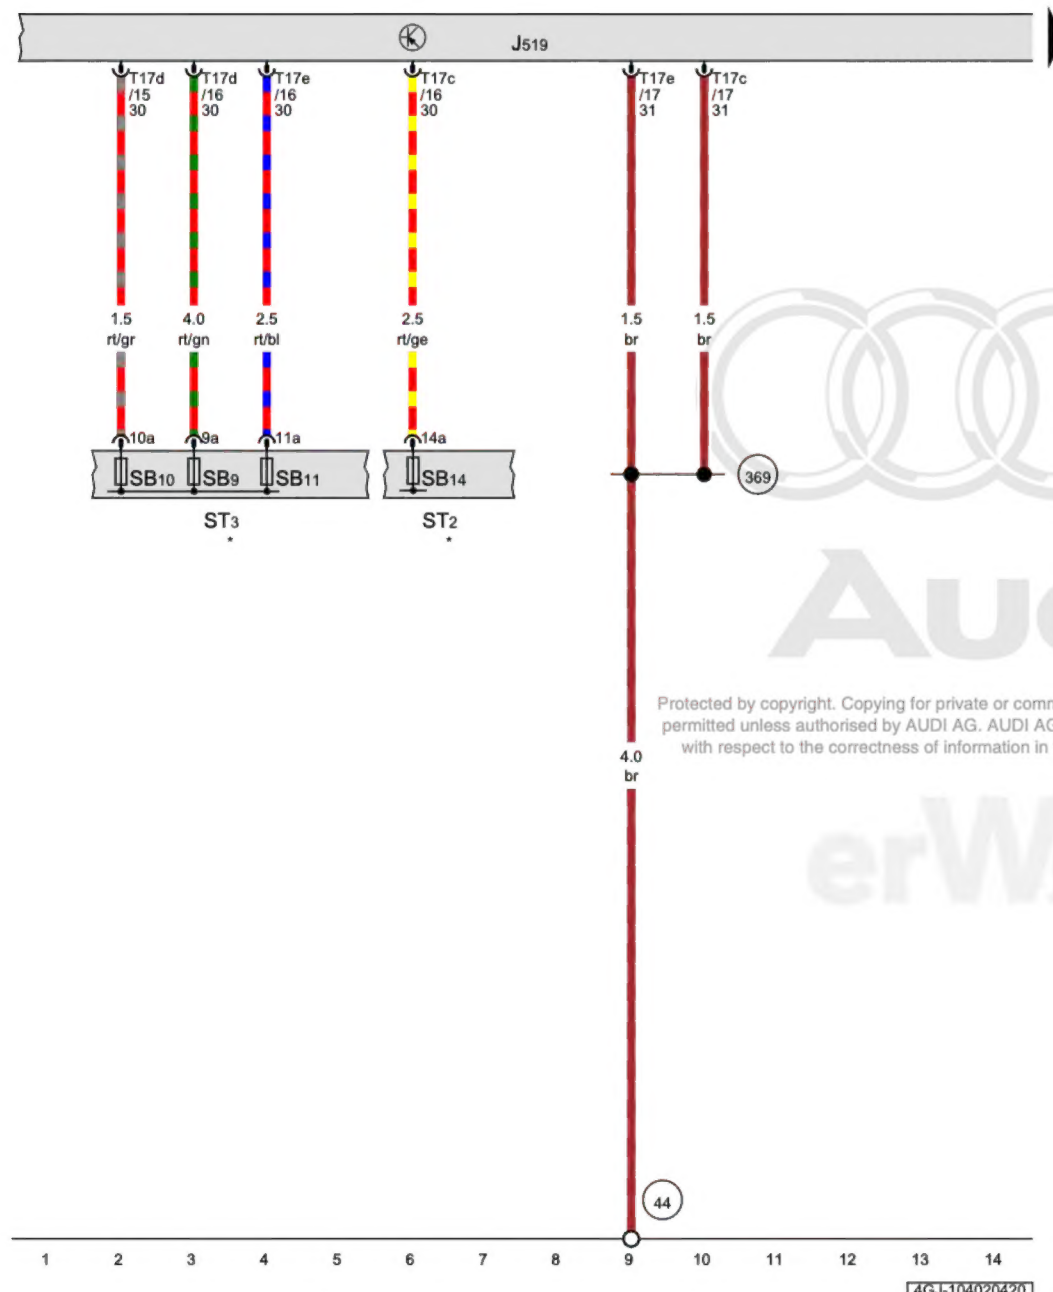 J519
T17d
/15
30
T17d
/16
30
T17e
/16
30
T17c
/16
30
T17e
/17
31
T17c
/17
31
1.5
rt/gr
4.0
rt/gn
2.5
rt/bl
2.5
rt/ge
1.5
br
1.5
br
10a
9a
11a
14a
SB10
SB9
SB11
SB14
369
ST3
*
ST2
*
Protected by copyright. Copying for private or comm
permitted unless authorised by AUDI AG. AUDI AG
with respect to the correctness of information in
4.0
br
erW
44
1 2 3 4 5 6 7 8 9 10 11 12 13 14